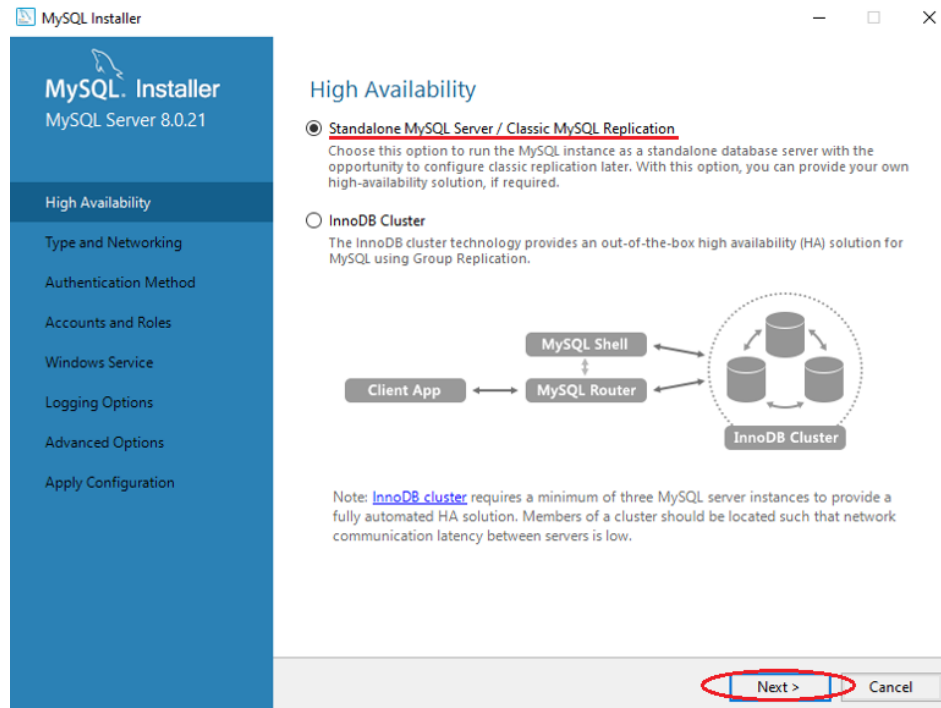 MySQL Installer
MySQL. Installer
MySQL Server 8.0.21
High Availability
Type and Networking
Authentication Method
Accounts and Roles
Windows Service
Logging Options
Advanced Options
Apply Configuration
High Availability
Standalone MySQL Server / Classic MySQL Replication
Choose this option to run the MySQL instance as a standalone database server with the
opportunity to configure classic replication later. With this option, you can provide your own
high-availability solution, if required.
InnoDB Cluster
The InnoDB cluster technology provides an out-of-the-box high availability (HA) solution for
MySQL using Group Replication.
MySQL Shell
Client App
MySQL Router
InnoDB Cluster
Note: InnoDB cluster requires a minimum of three MySQL server instances to provide a
fully automated HA solution. Members of a cluster should be located such that network
communication latency between servers is low.
Next >
Cancel